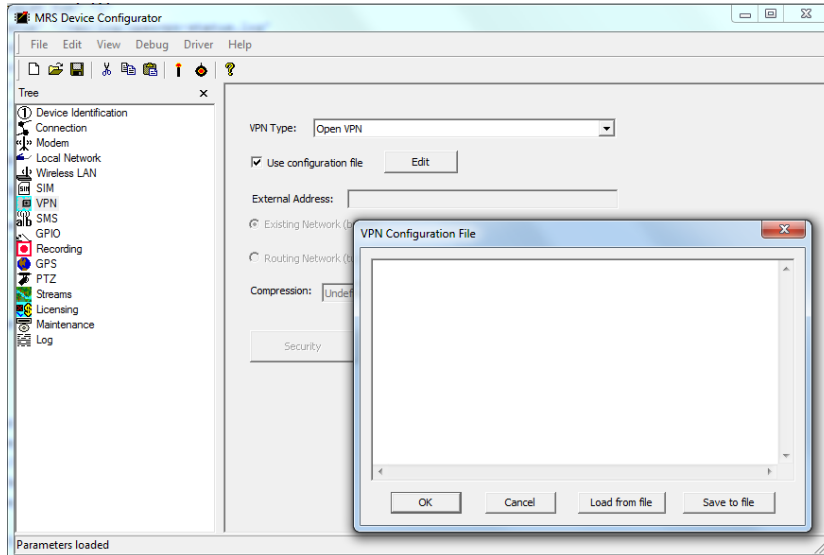 MRS Device Configurator
File Edit View Debug Driver Help
Tree
Device Identification
Connection
Modem
Local Network
Wireless LAN
SIM
VPN
SMS
GPIO
Recording
GPS
PTZ
Streams
Licensing
Maintenance
Log
VPN Type: Open VPN
Use configuration file Edit
External Address:
Existing Network (b
Routing Network (t
Compression: Undef
Security
VPN Configuration File
OK Cancel Load from file Save to file
Parameters loaded